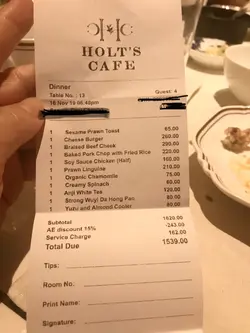 HOLT'S
CAFE
Dinner
Table No. : 13 Guest: 4
16.Nov'19 06:48pm
1 Sesame Prawn Toast 65.00
1 Cheese Burger 260.00
1 Braised Beef Cheek 290.00
1 Baked Pork Chop with Fried Rice 220.00
1 Soy Sauce Chicken (Half) 160.00
1 Prawn Linguine 210.00
1 Organic Chamomile 75.00
1 Creamy Spinach 60.00
1 Anji White Tea 120.00
1 Strong Wuyi Da Hong Pao 80.00
1 Yubi and Almond Cooler 80.00
Subtotal 1620.00
AE discount 15% -243.00
Service Charge 162.00
Total Due 1539.00
Tips:
Room No.:
Print Name:
Signature: